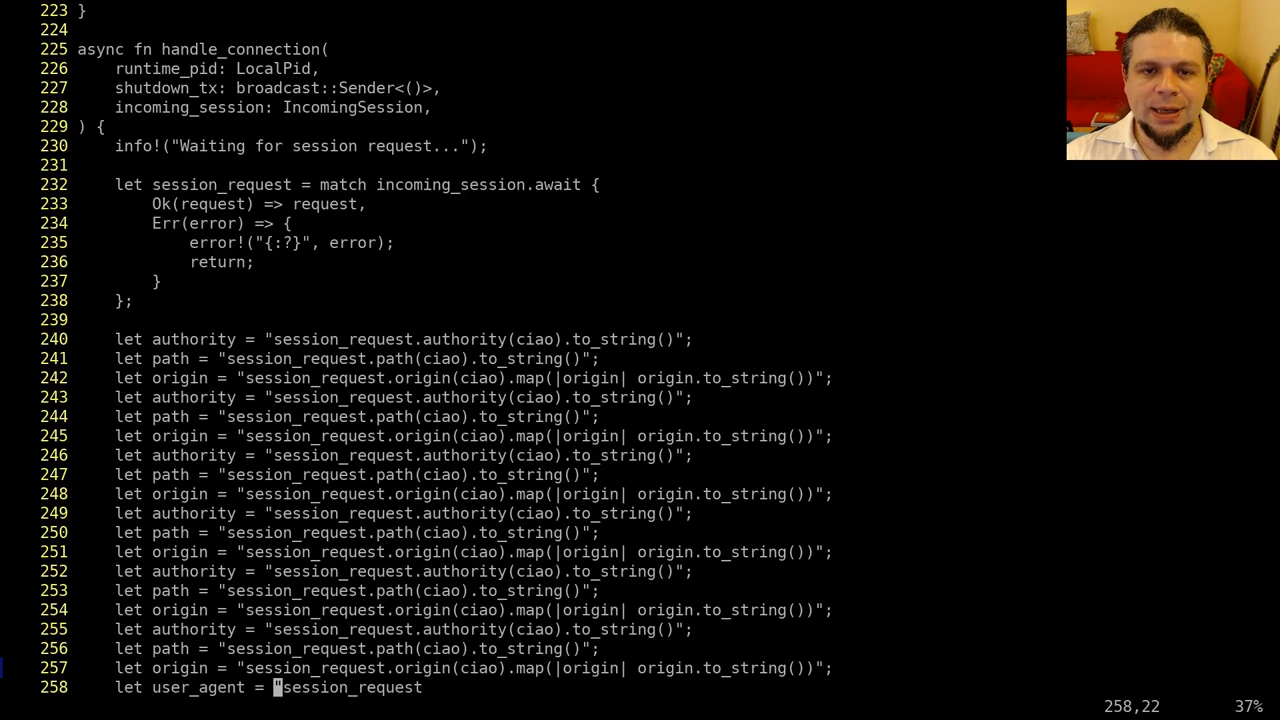 223 }
224
225 async fn handle_connection(
226     runtime_pid: LocalPid,
227     shutdown_tx: broadcast::Sender<()>,
228     incoming_session: IncomingSession,
229 ) {
230     info!("Waiting for session request...");
231
232     let session_request = match incoming_session.await {
233         Ok(request) => request,
234         Err(error) => {
235             error!("{:?}", error);
236             return;
237         }
238     };
239
240     let authority = "session_request.authority(ciao).to_string()";
241     let path = "session_request.path(ciao).to_string()";
242     let origin = "session_request.origin(ciao).map(|origin| origin.to_string())";
243     let authority = "session_request.authority(ciao).to_string()";
244     let path = "session_request.path(ciao).to_string()";
245     let origin = "session_request.origin(ciao).map(|origin| origin.to_string())";
246     let authority = "session_request.authority(ciao).to_string()";
247     let path = "session_request.path(ciao).to_string()";
248     let origin = "session_request.origin(ciao).map(|origin| origin.to_string())";
249     let authority = "session_request.authority(ciao).to_string()";
250     let path = "session_request.path(ciao).to_string()";
251     let origin = "session_request.origin(ciao).map(|origin| origin.to_string())";
252     let authority = "session_request.authority(ciao).to_string()";
253     let path = "session_request.path(ciao).to_string()";
254     let origin = "session_request.origin(ciao).map(|origin| origin.to_string())";
255     let authority = "session_request.authority(ciao).to_string()";
256     let path = "session_request.path(ciao).to_string()";
257     let origin = "session_request.origin(ciao).map(|origin| origin.to_string())";
258     let user_agent = "session_request
258,22 37%